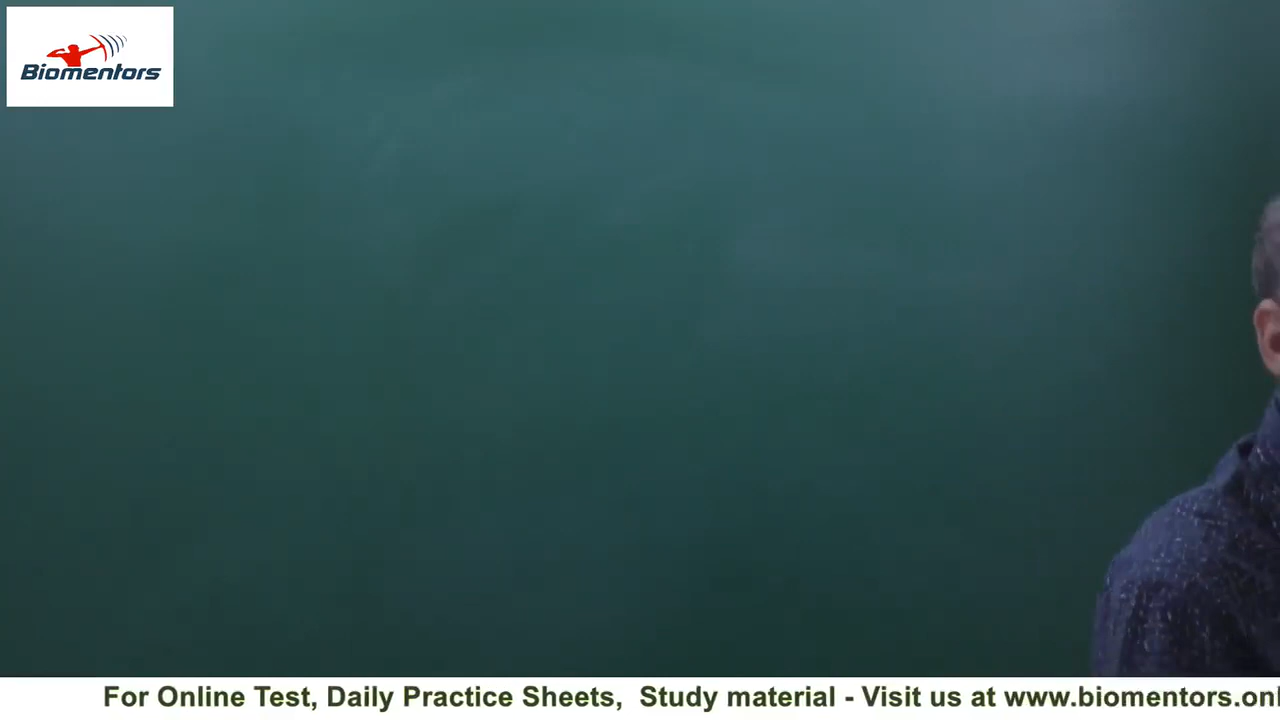 Biomentors
For Online Test, Daily Practice Sheets, Study material - Visit us at www.biomentors.onl